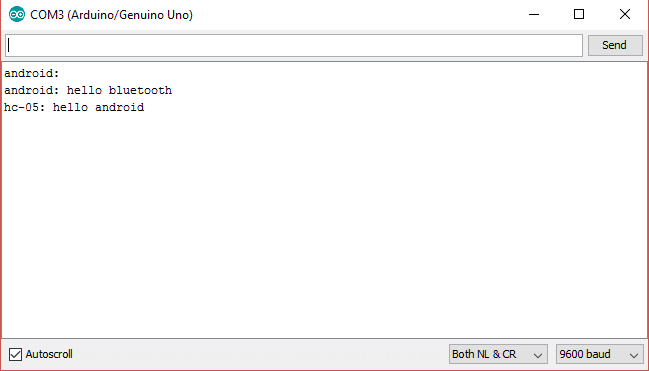 COM3 (Arduino/Genuino Uno)
Send
android:
android: hello bluetooth
hc-05: hello android
Autoscroll
Both NL & CR
9600 baud